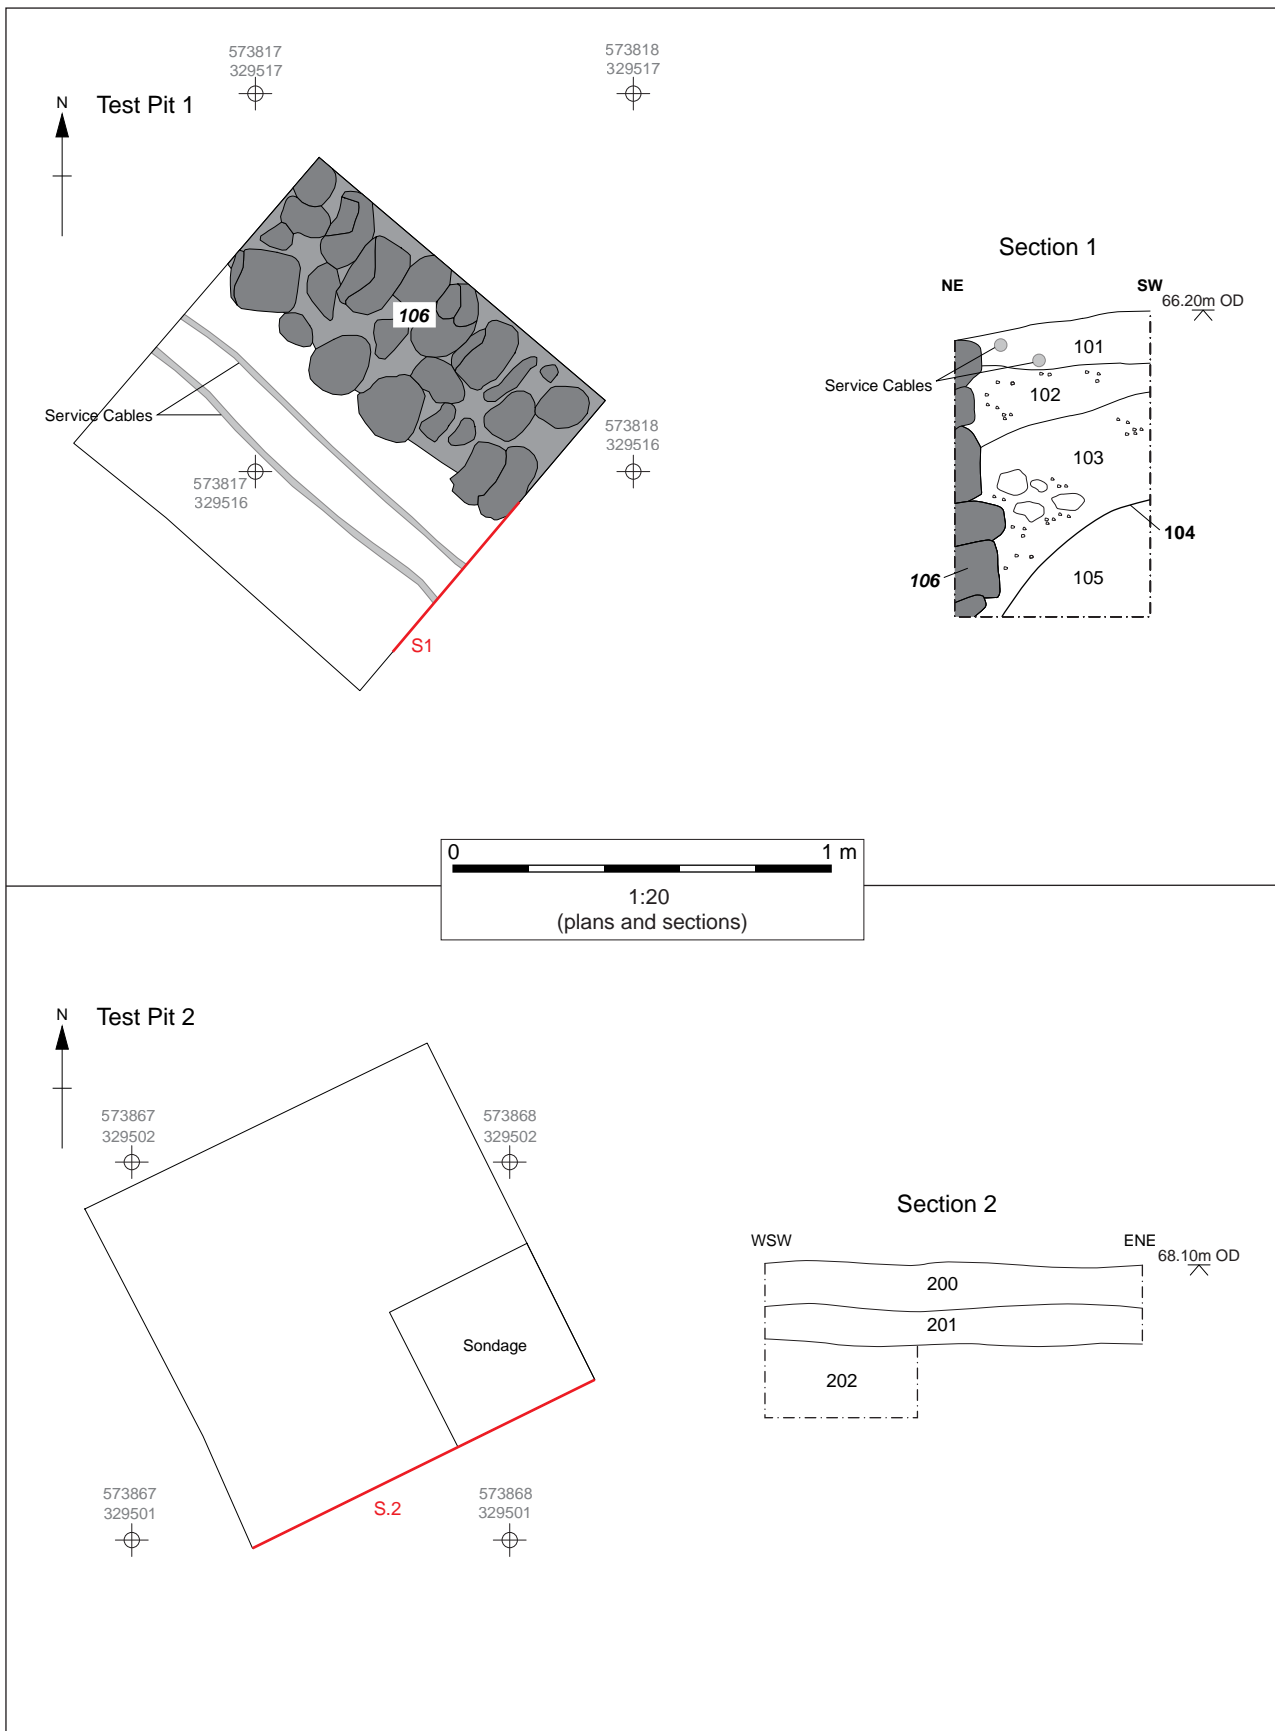 573817
329517
573818
329517
N
Test Pit 1
106
Service Cables
573817
329516
573818
329516
S1
Section 1
NE
SW
66.20m OD
101
Service Cables
102
103
104
105
106
0
1 m
1:20
(plans and sections)
N
Test Pit 2
573867
329502
573868
329502
Sondage
573867
329501
573868
329501
S.2
Section 2
WSW
ENE
68.10m OD
200
201
202